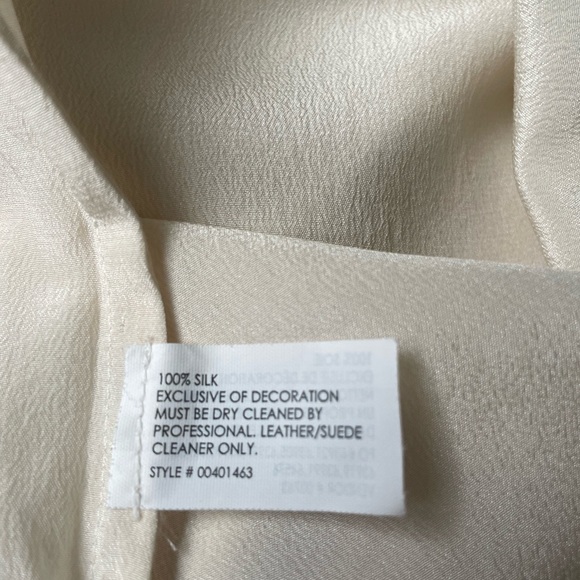 100% SILK
EXCLUSIVE OF DECORATION
MUST BE DRY CLEANED BY
PROFESSIONAL. LEATHER/SUEDE
CLEANER ONLY.
STYLE # 00401463